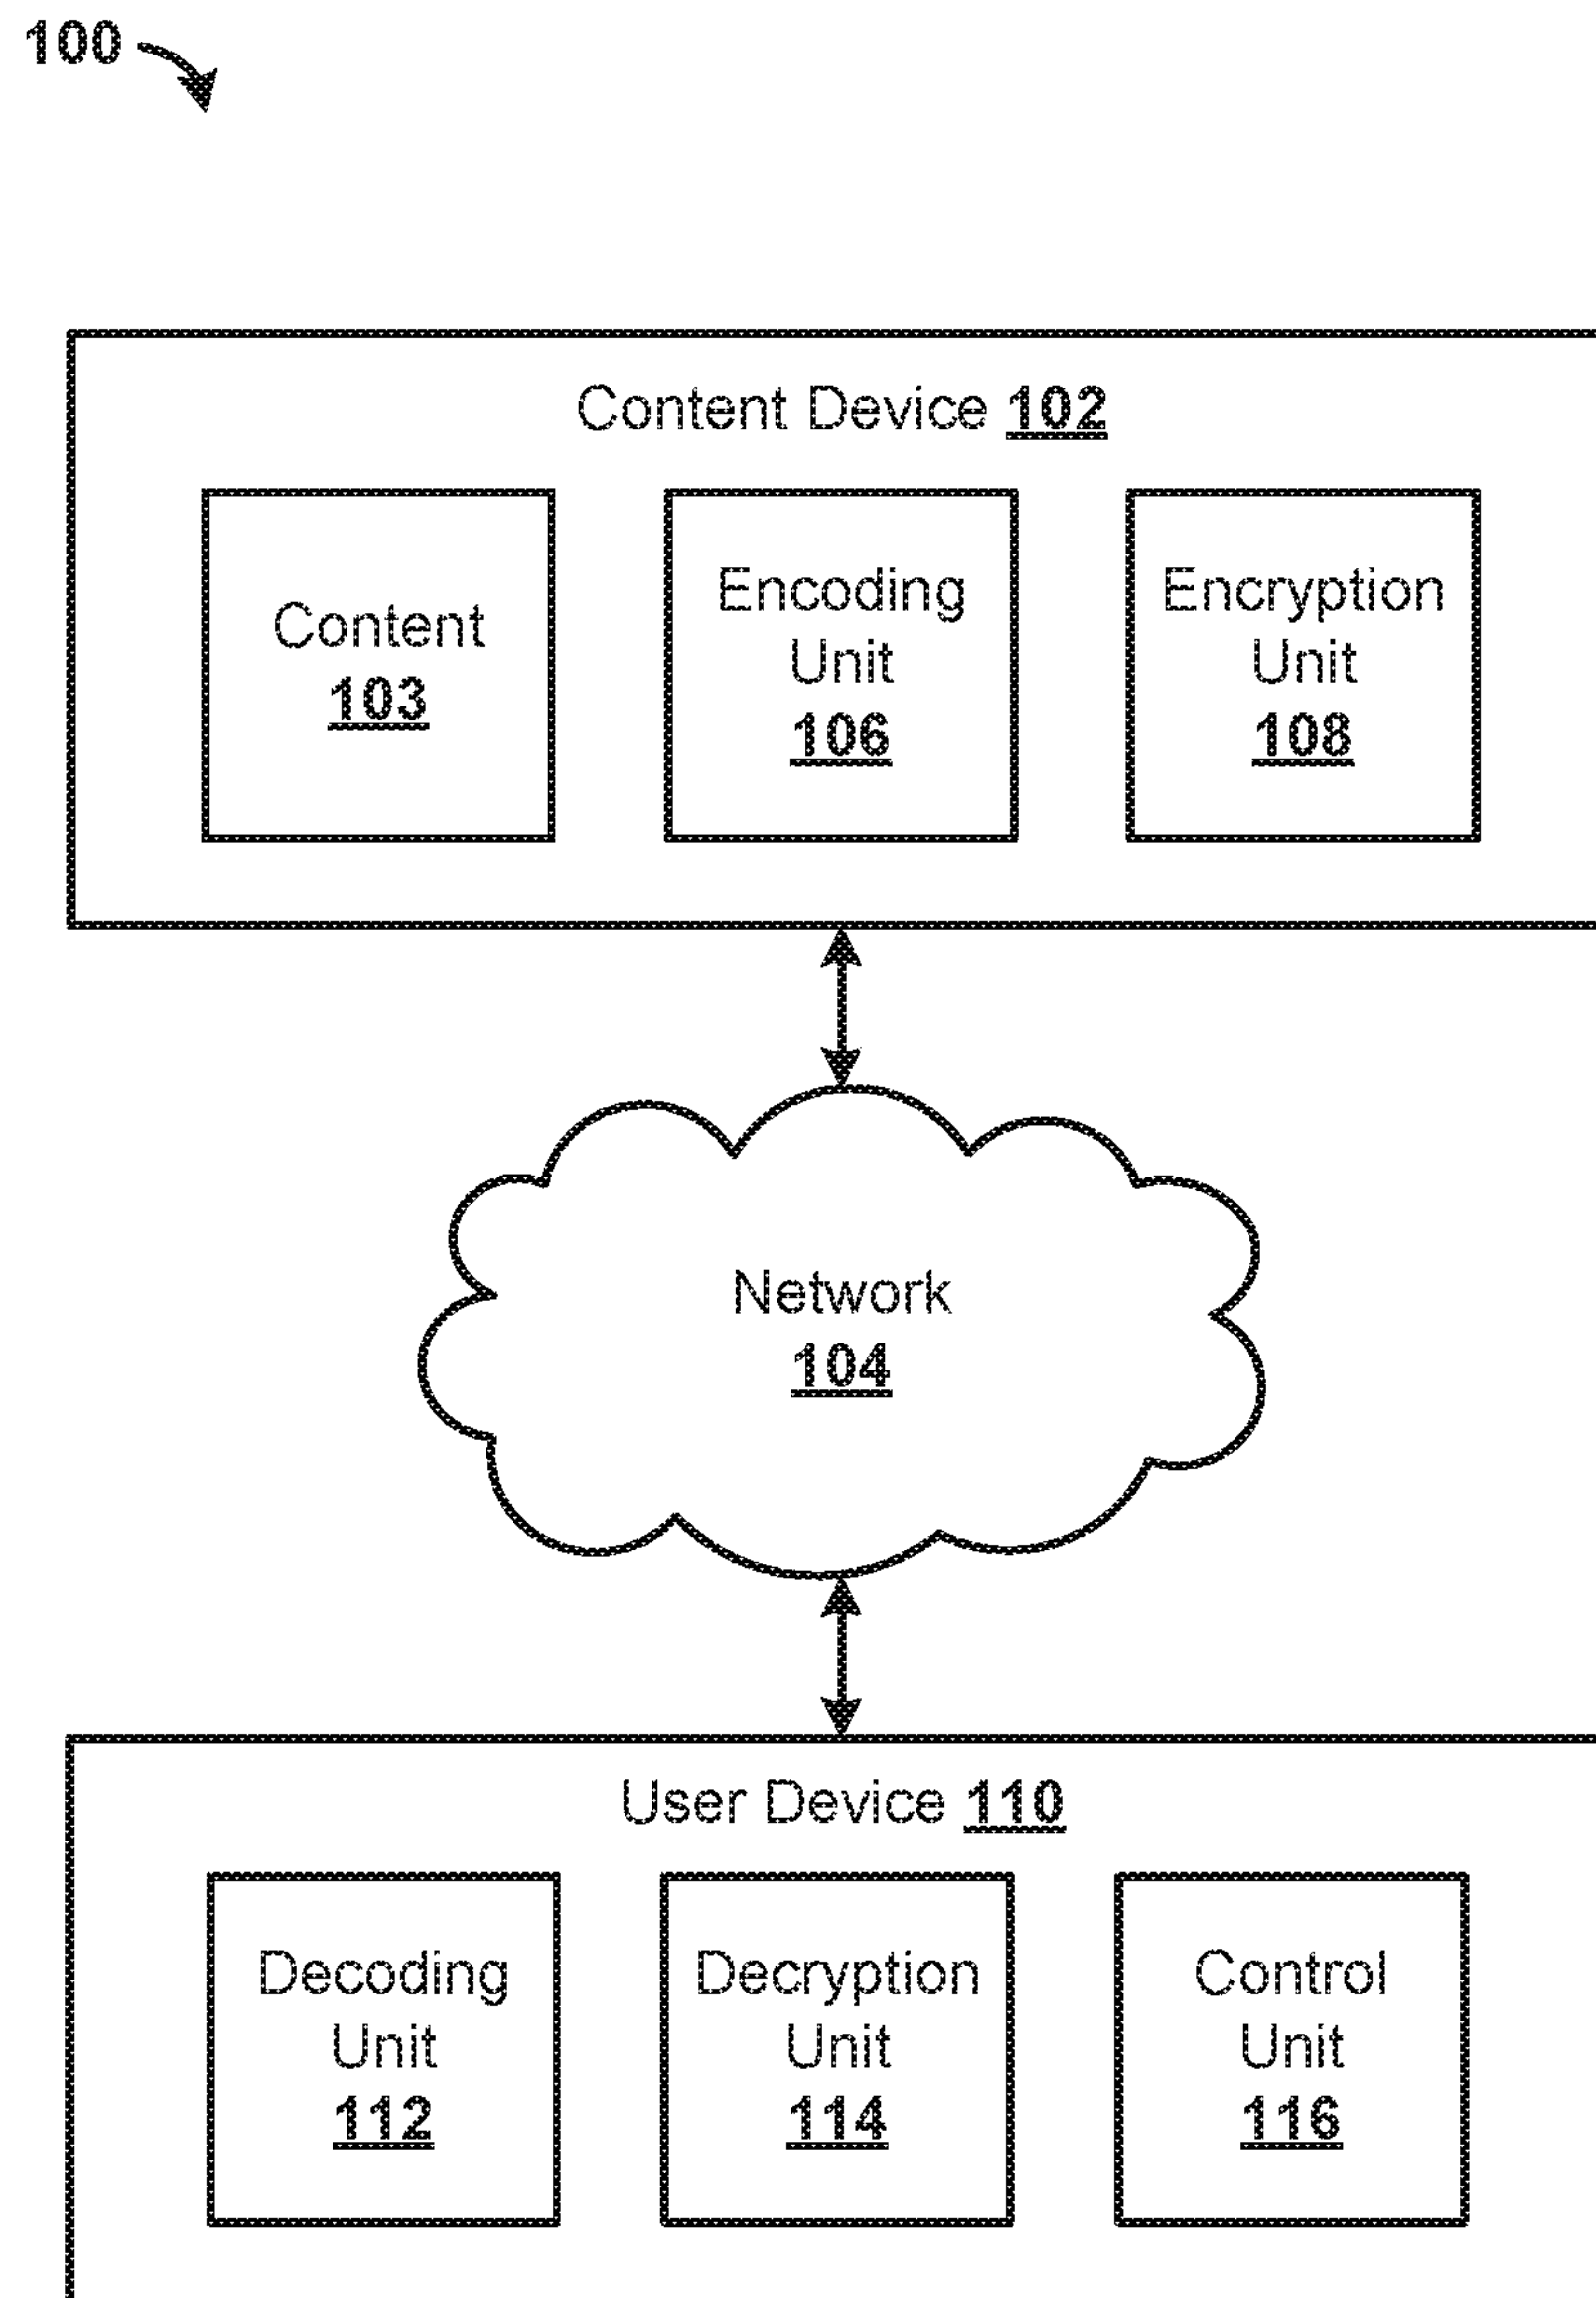 100
Content Device 102
Content
103
Encoding
Unit
106
Encryption
Unit
108
Network
104
User Device 110
Decoding
Unit
112
Decryption
Unit
114
Control
Unit
116